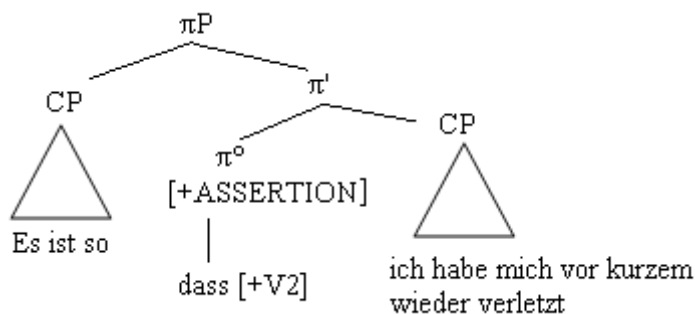 πP
π'
CP
CP
π°
[+ASSERTION]
Es ist so
dass [+V2]
ich habe mich vor kurzem
wieder verletzt